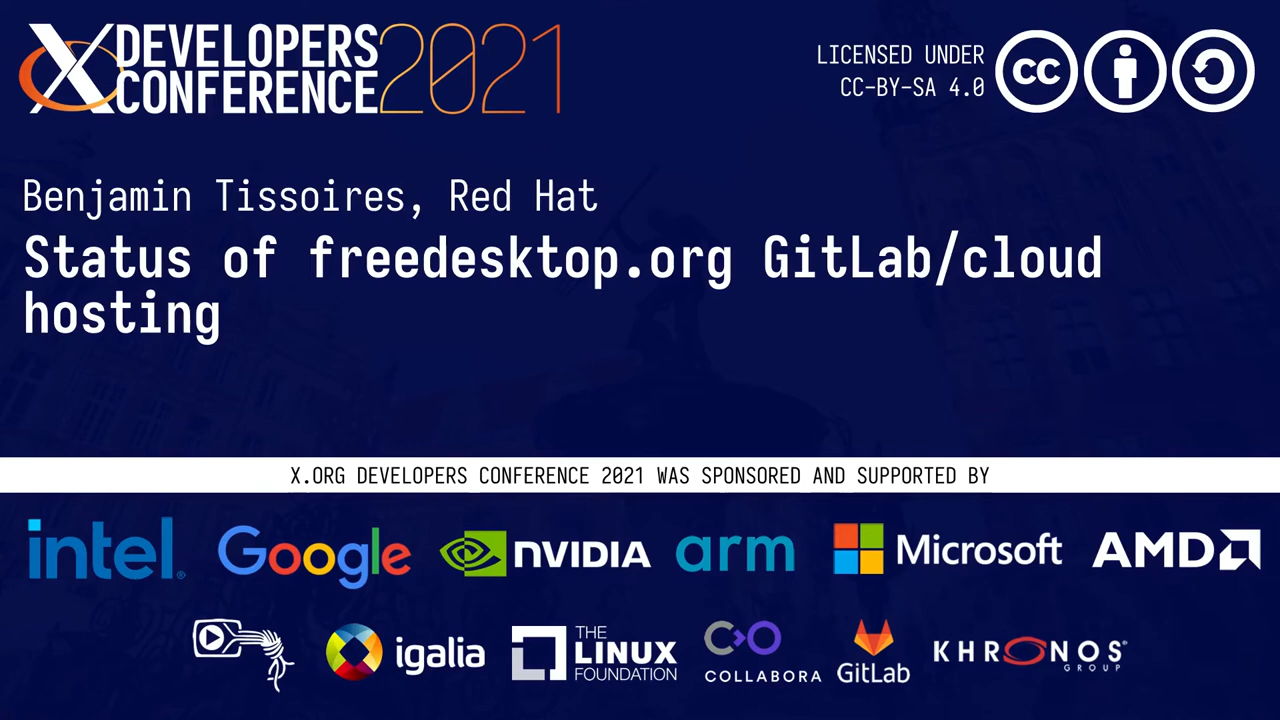 X DEVELOPERS CONFERENCE 2021
LICENSED UNDER
CC-BY-SA 4.0
cc
Benjamin Tissoires, Red Hat
Status of freedesktop.org GitLab/cloud
hosting
X.ORG DEVELOPERS CONFERENCE 2021 WAS SPONSORED AND SUPPORTED BY
intel®
Google
NVIDIA
arm
Microsoft
AMD
igalia
THE
LINUX
FOUNDATION
COLLABORA
GitLab
KHRONOS®
GROUP